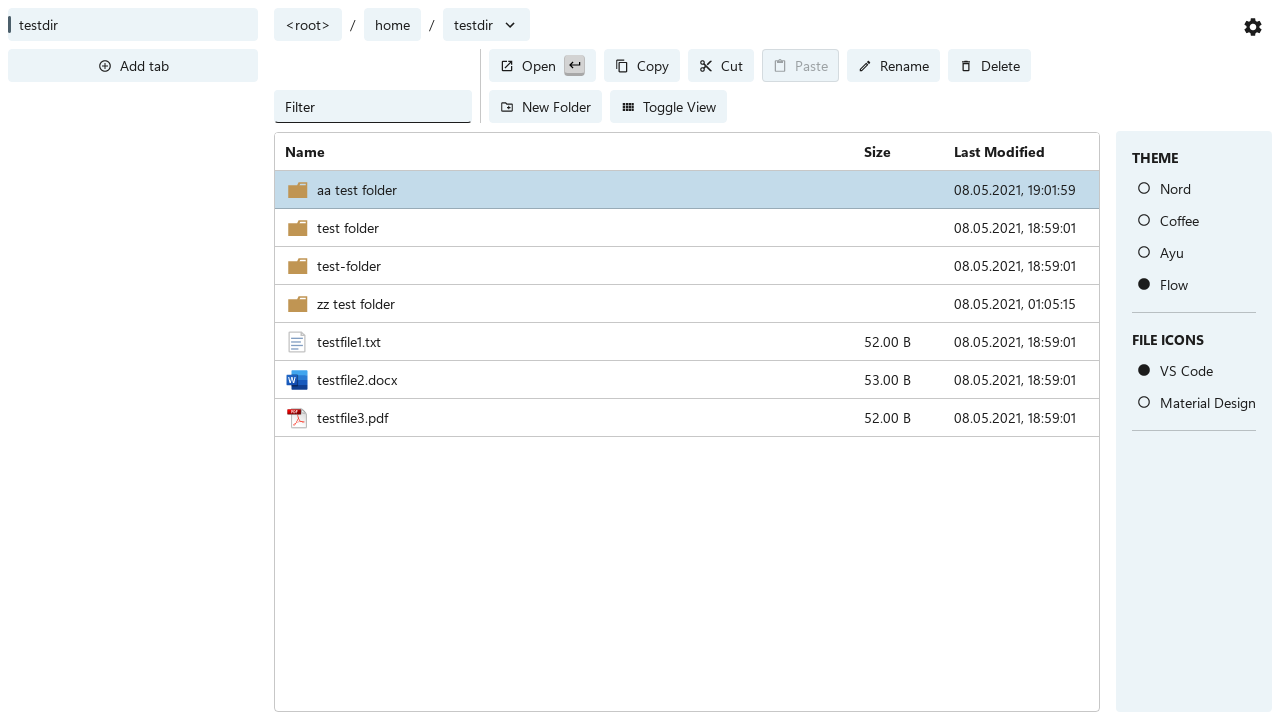 testdir
<root> / home / testdir
Add tab
Open Copy Cut Paste Rename Delete
Filter New Folder Toggle View
Name Size Last Modified
aa test folder 08.05.2021, 19:01:59
test folder 08.05.2021, 18:59:01
test-folder 08.05.2021, 18:59:01
zz test folder 08.05.2021, 01:05:15
testfile1.txt 52.00 B 08.05.2021, 18:59:01
testfile2.docx 53.00 B 08.05.2021, 18:59:01
testfile3.pdf 52.00 B 08.05.2021, 18:59:01
THEME
Nord
Coffee
Ayu
Flow
FILE ICONS
VS Code
Material Design